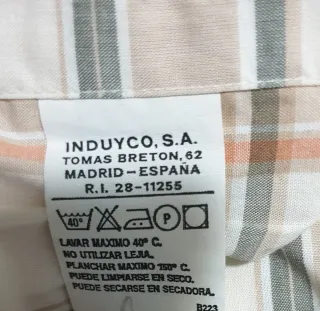 INDUYCO, S.A.
TOMAS BRETON, 62
MADRID - ESPAÑA
R.I. 28-11255
40° P
LAVAR MAXIMO 40° C.
NO UTILIZAR LEJIA.
PLANCHAR MAXIMO 150° C.
PUEDE LIMPIARSE EN SECO.
PUEDE SECARSE EN SECADORA.
B223